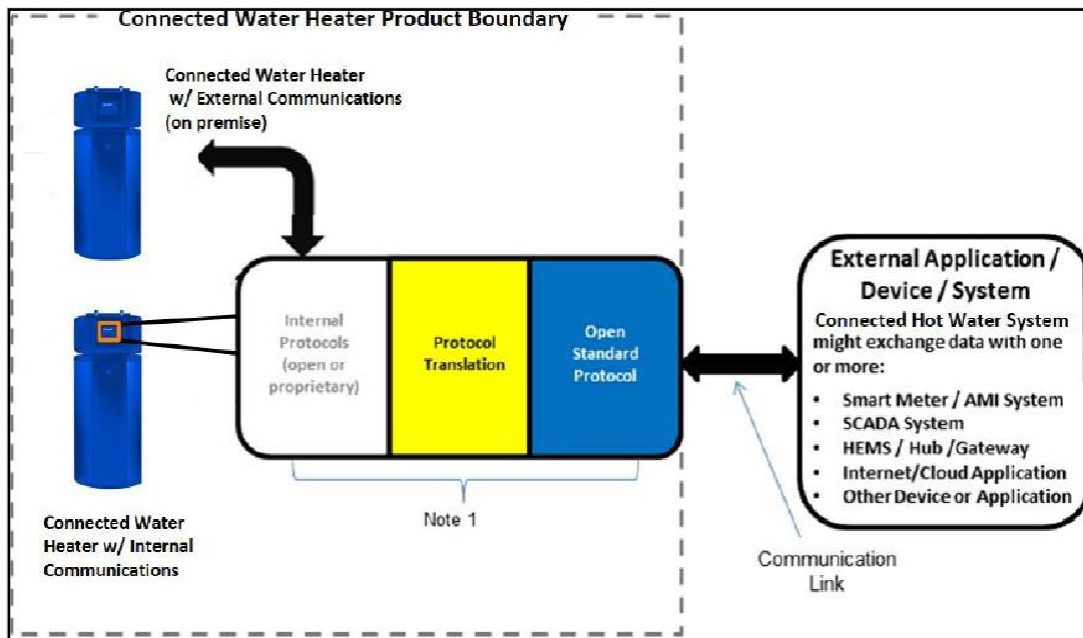 Connected Water Heater Product Boundary
Connected Water Heater
w/ External Communications
(on premise)
Internal
Protocols
(open or
proprietary)
Protocol
Translation
Open
Standard
Protocol
Note 1
Connected Water
Heater w/ Internal
Communications
External Application /
Device / System
Connected Hot Water System
might exchange data with one
or more:
• Smart Meter / AMI System
• SCADA System
• HEMS / Hub /Gateway
• Internet/Cloud Application
• Other Device or Application
Communication
Link